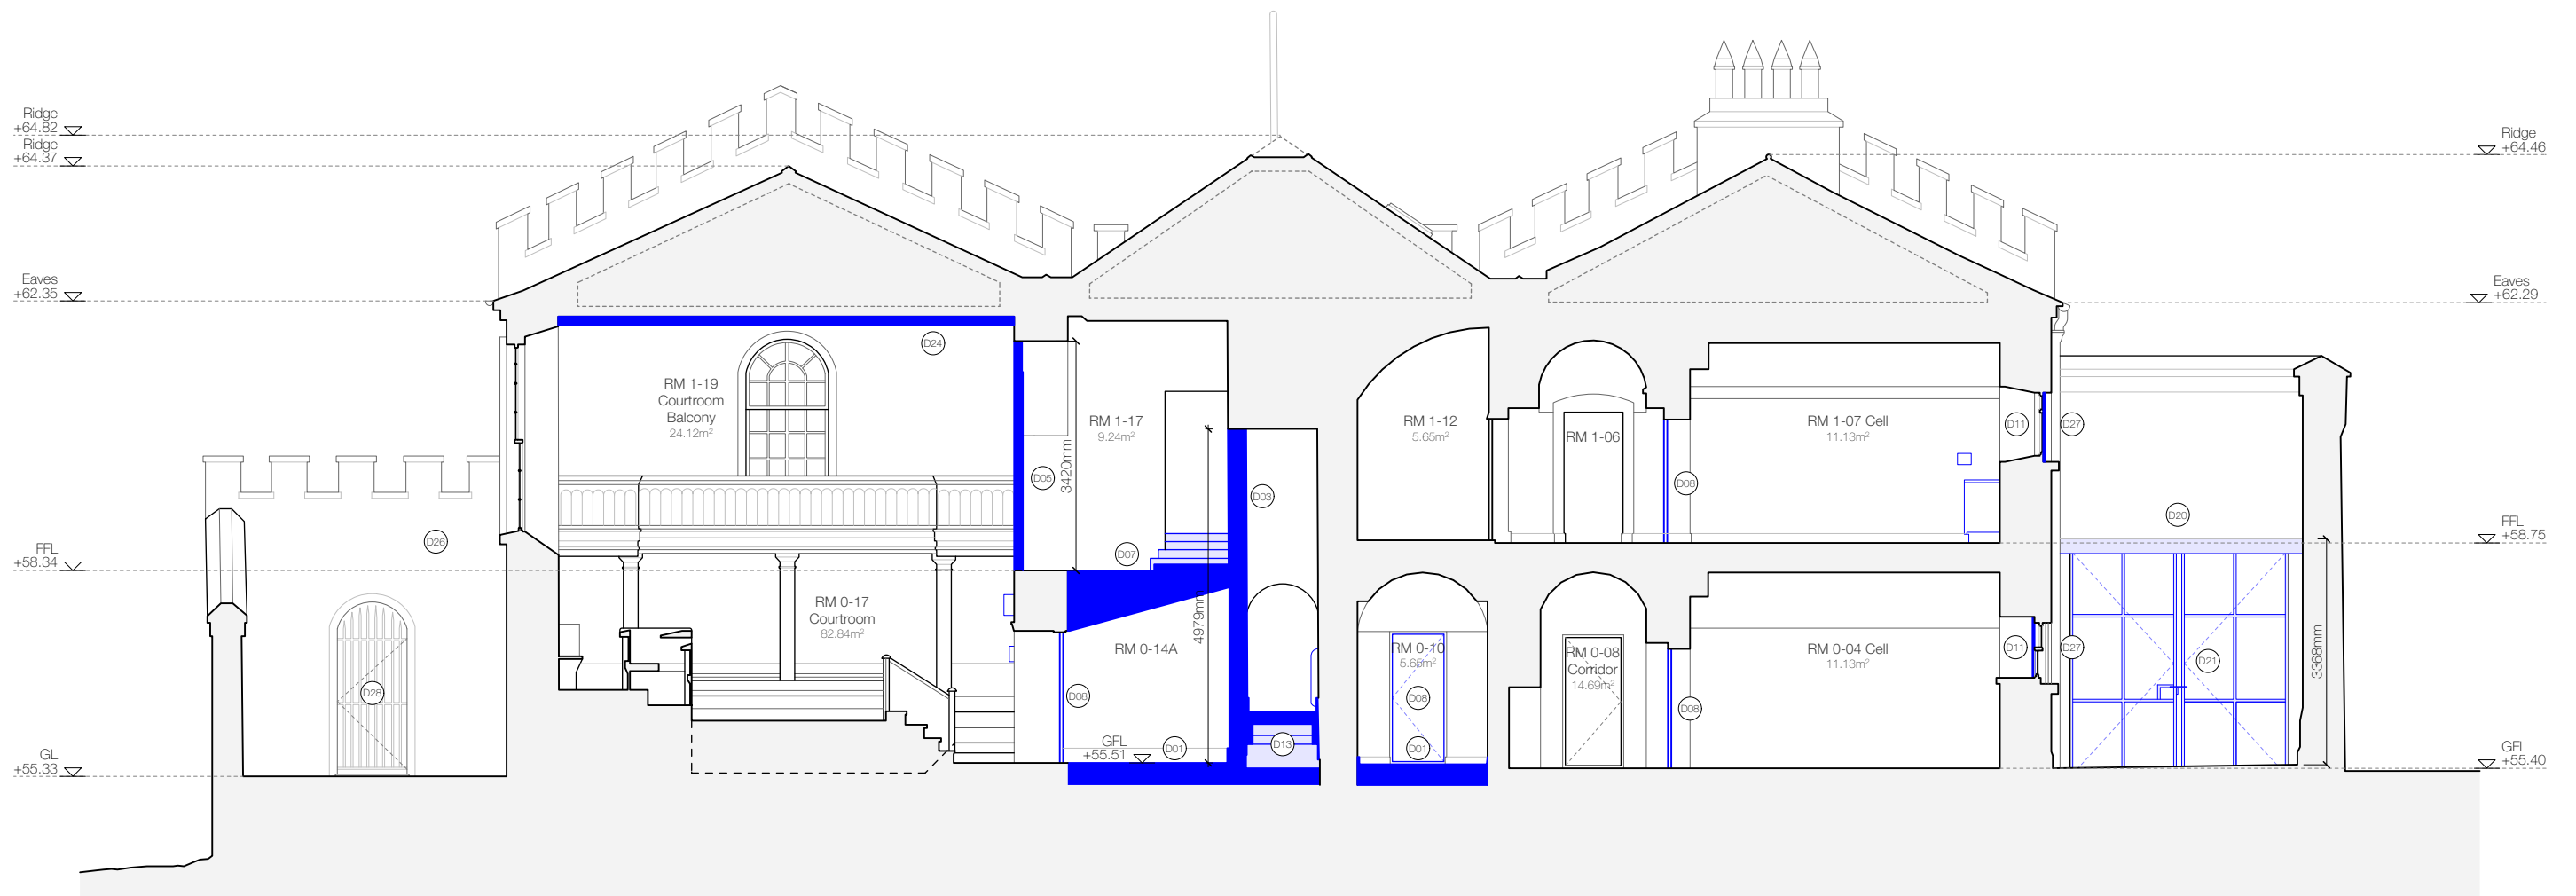 Ridge
+64.82
Ridge
+64.37
Ridge
+64.46
Eaves
+62.35
Eaves
+62.29
D24
RM 1-19
Courtroom
Balcony
24.12m²
RM 1-17
9.24m²
3420mm
D05
D03
D07
RM 1-12
5.65m²
RM 1-06
D08
RM 1-07 Cell
11.13m²
D11
D27
D20
D26
FFL
+58.34
FFL
+58.75
RM 0-17
Courtroom
82.84m²
4979mm
RM 0-14A
D08
GFL
+55.51
D01
D13
RM 0-10
5.65m²
D08
D01
RM 0-08
Corridor
14.69m²
D08
RM 0-04 Cell
11.13m²
D11
D27
D21
3368mm
D28
GL
+55.33
GFL
+55.40